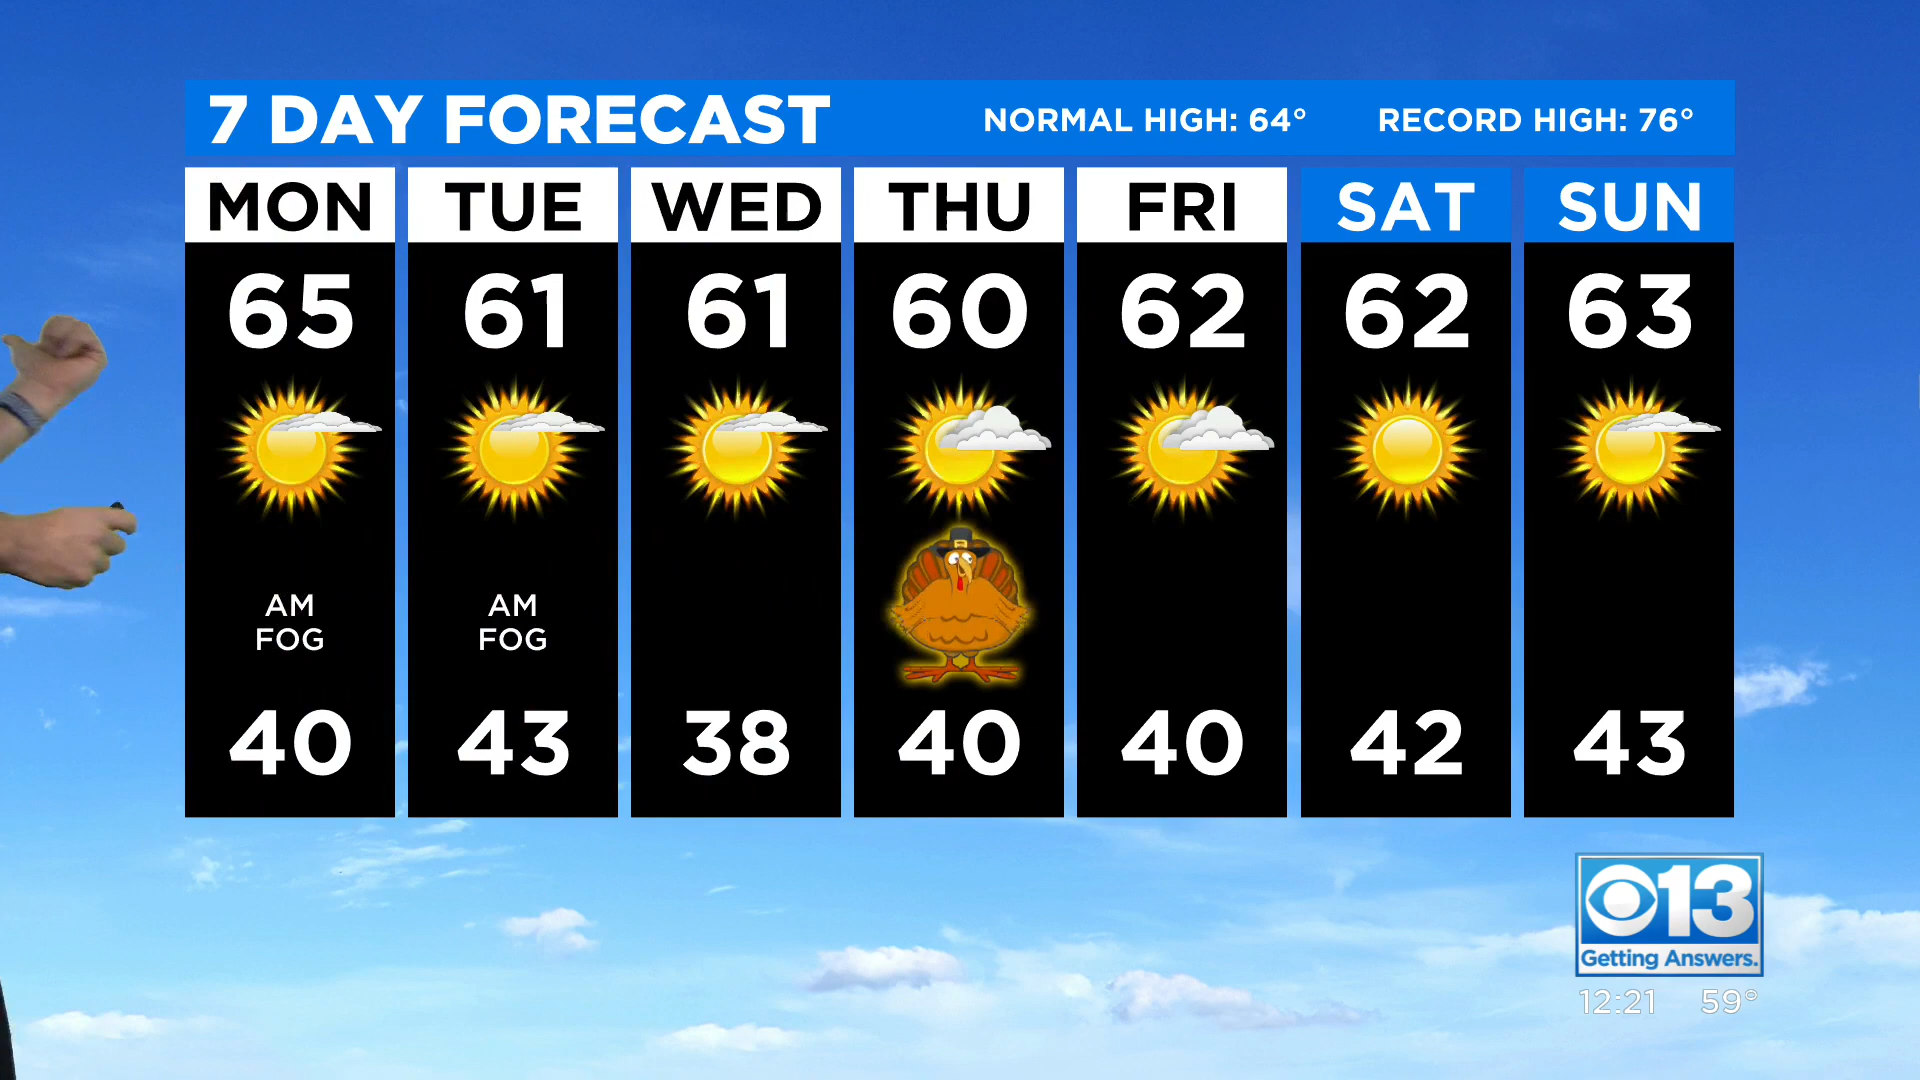 7 DAY FORECAST NORMAL HIGH: 64° RECORD HIGH: 76°
MON TUE WED THU FRI SAT SUN
65 61 61 60 62 62 63
AM AM
FOG FOG
40 43 38 40 40 42 43
13
Getting Answers.
12:21 59°